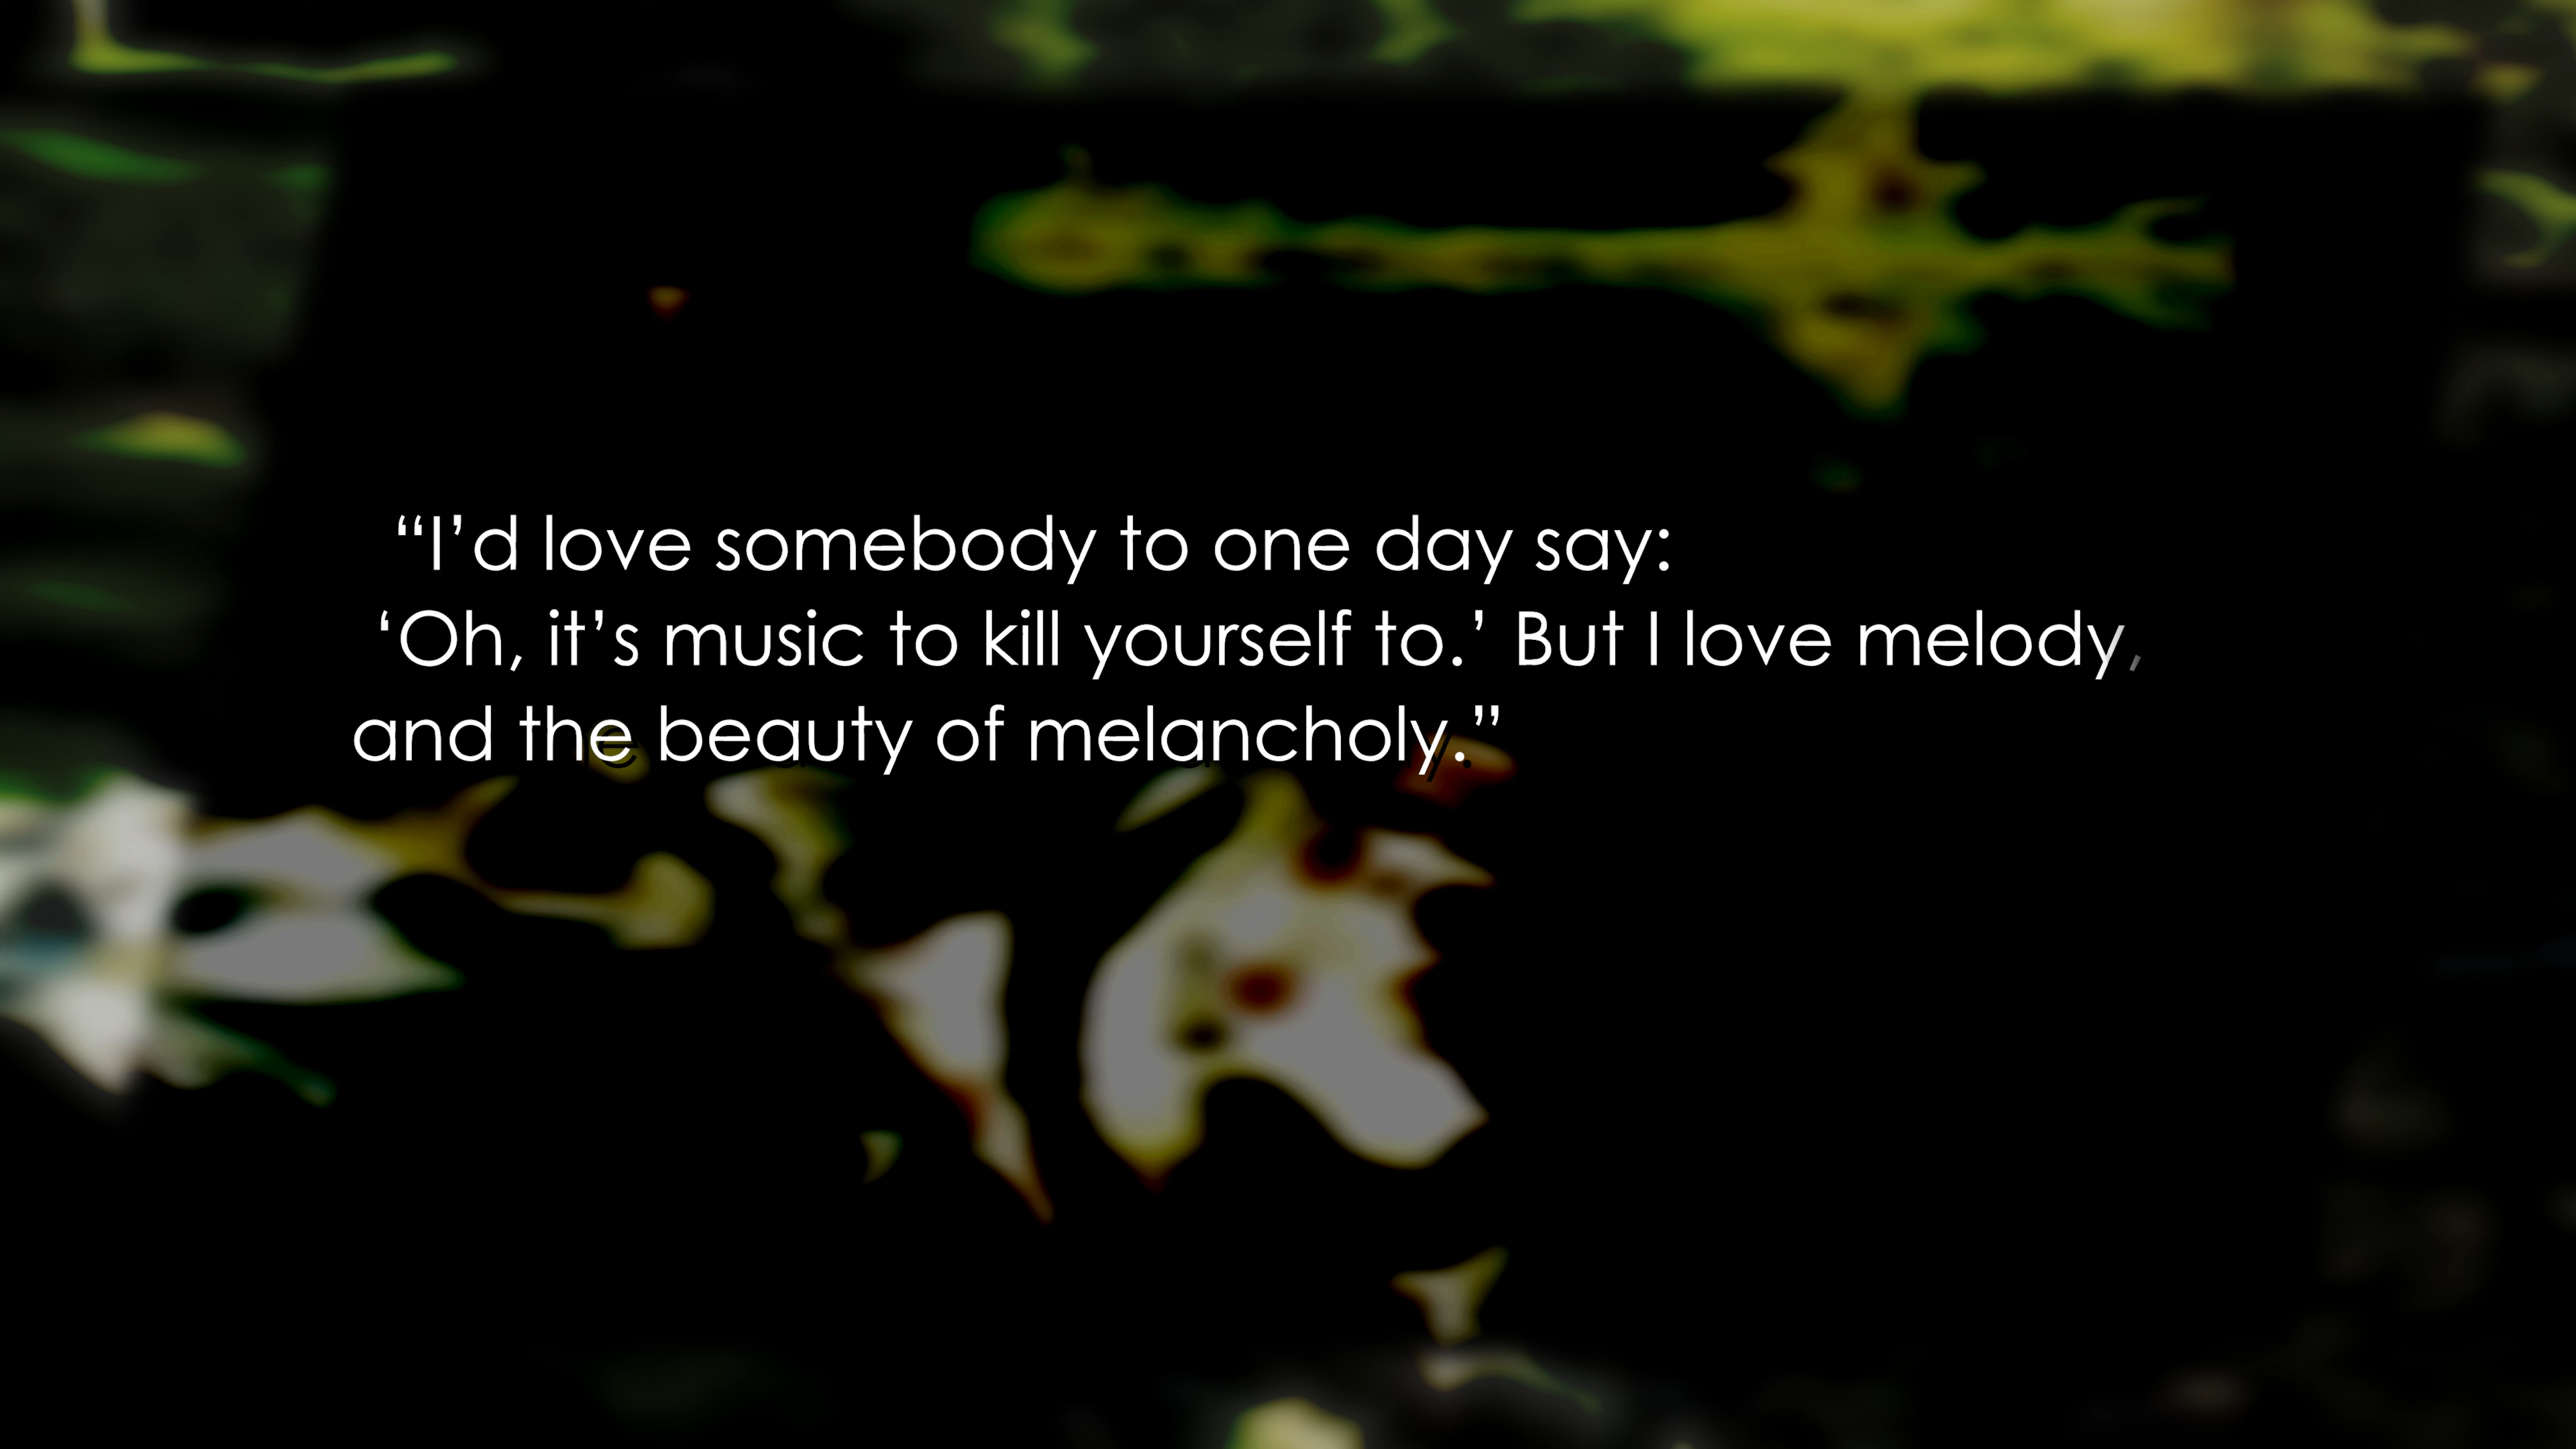 “I’d love somebody to one day say:
‘Oh, it’s music to kill yourself to.’ But I love melody,
and the beauty of melancholy.”